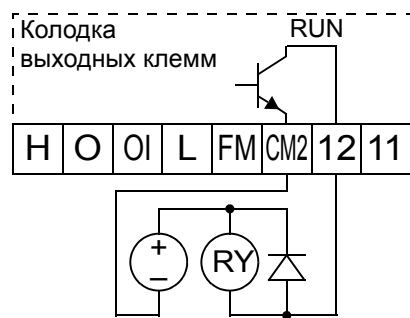 Колодка RUN
выходных клемм
H O OI L FM CM2 12 11
+ RY
–